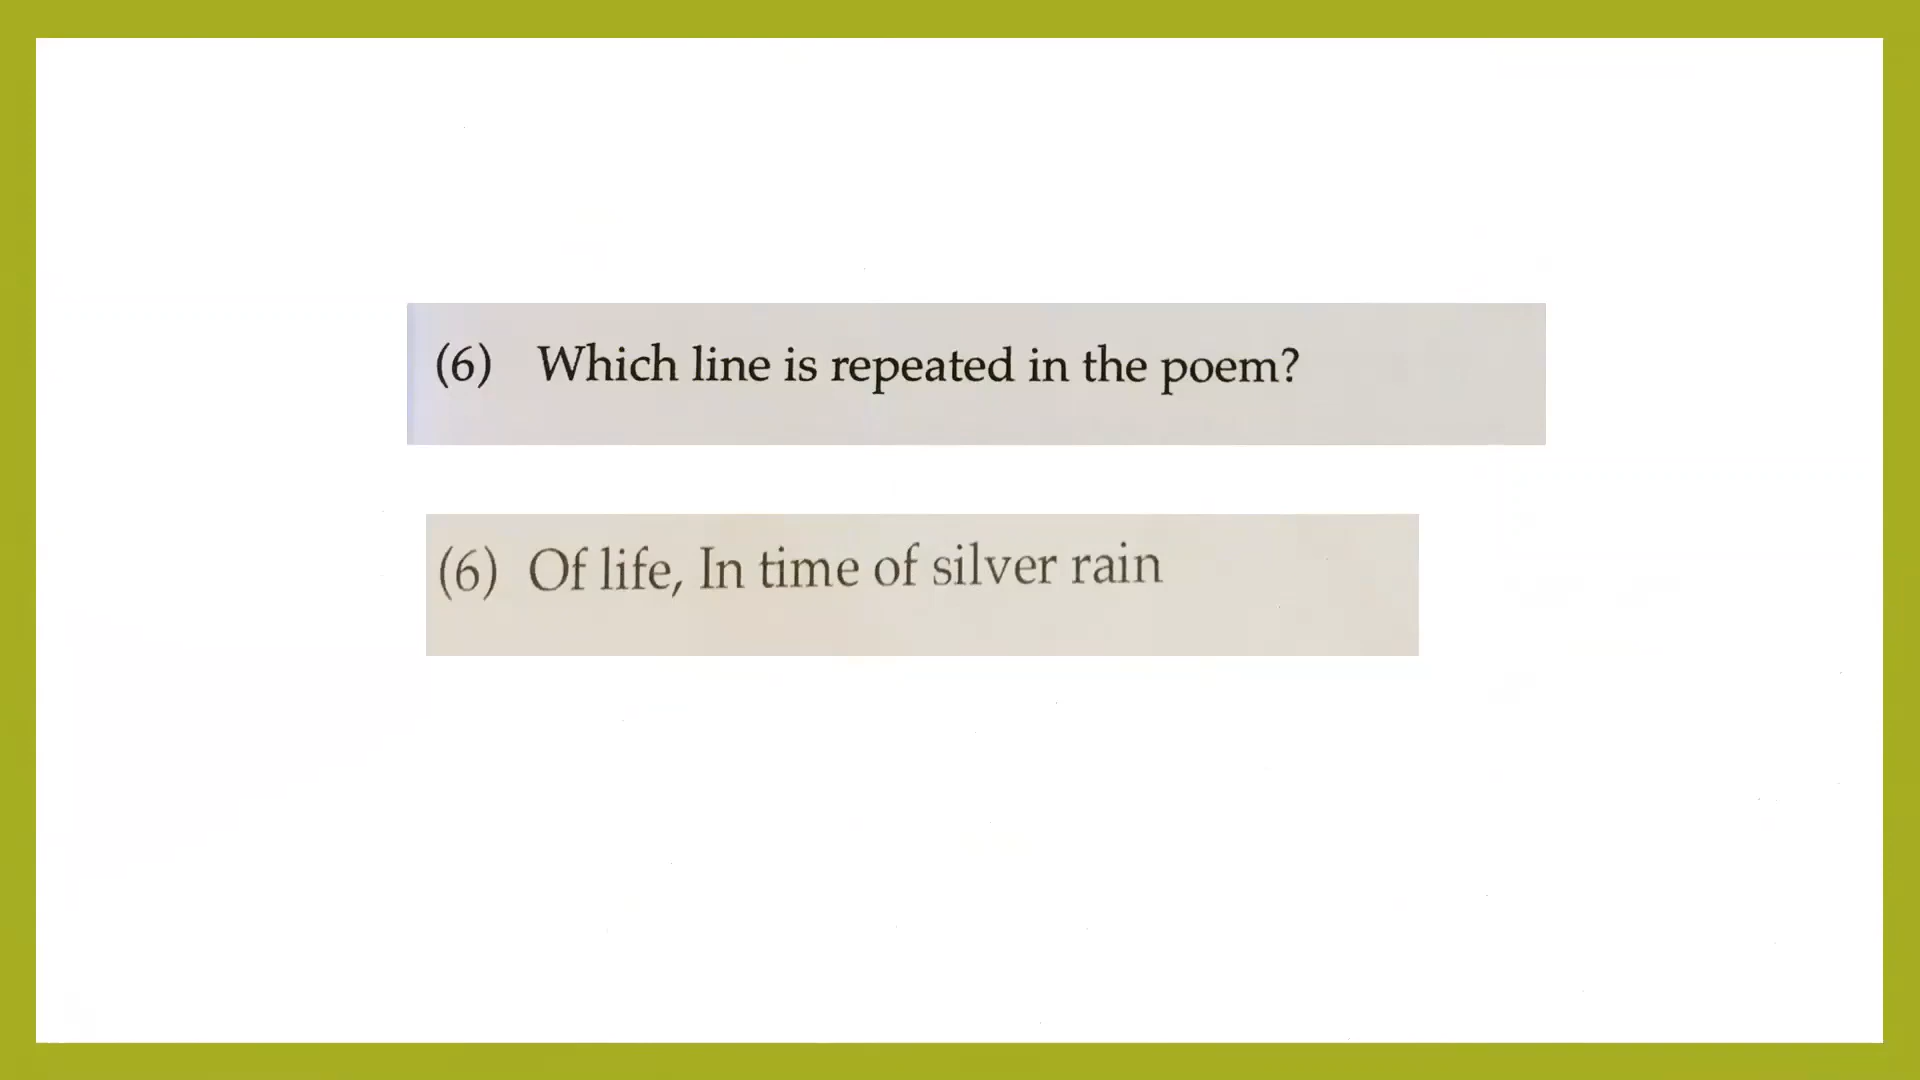 (6) Which line is repeated in the poem?
(6) Of life, In time of silver rain